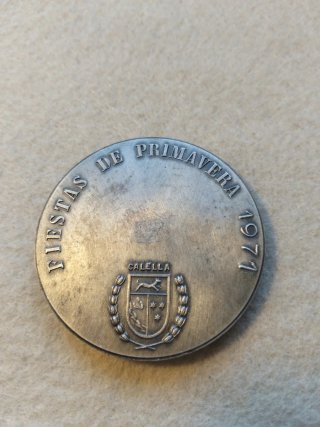 FIESTAS DE PRIMAVERA 1971
CALELLA